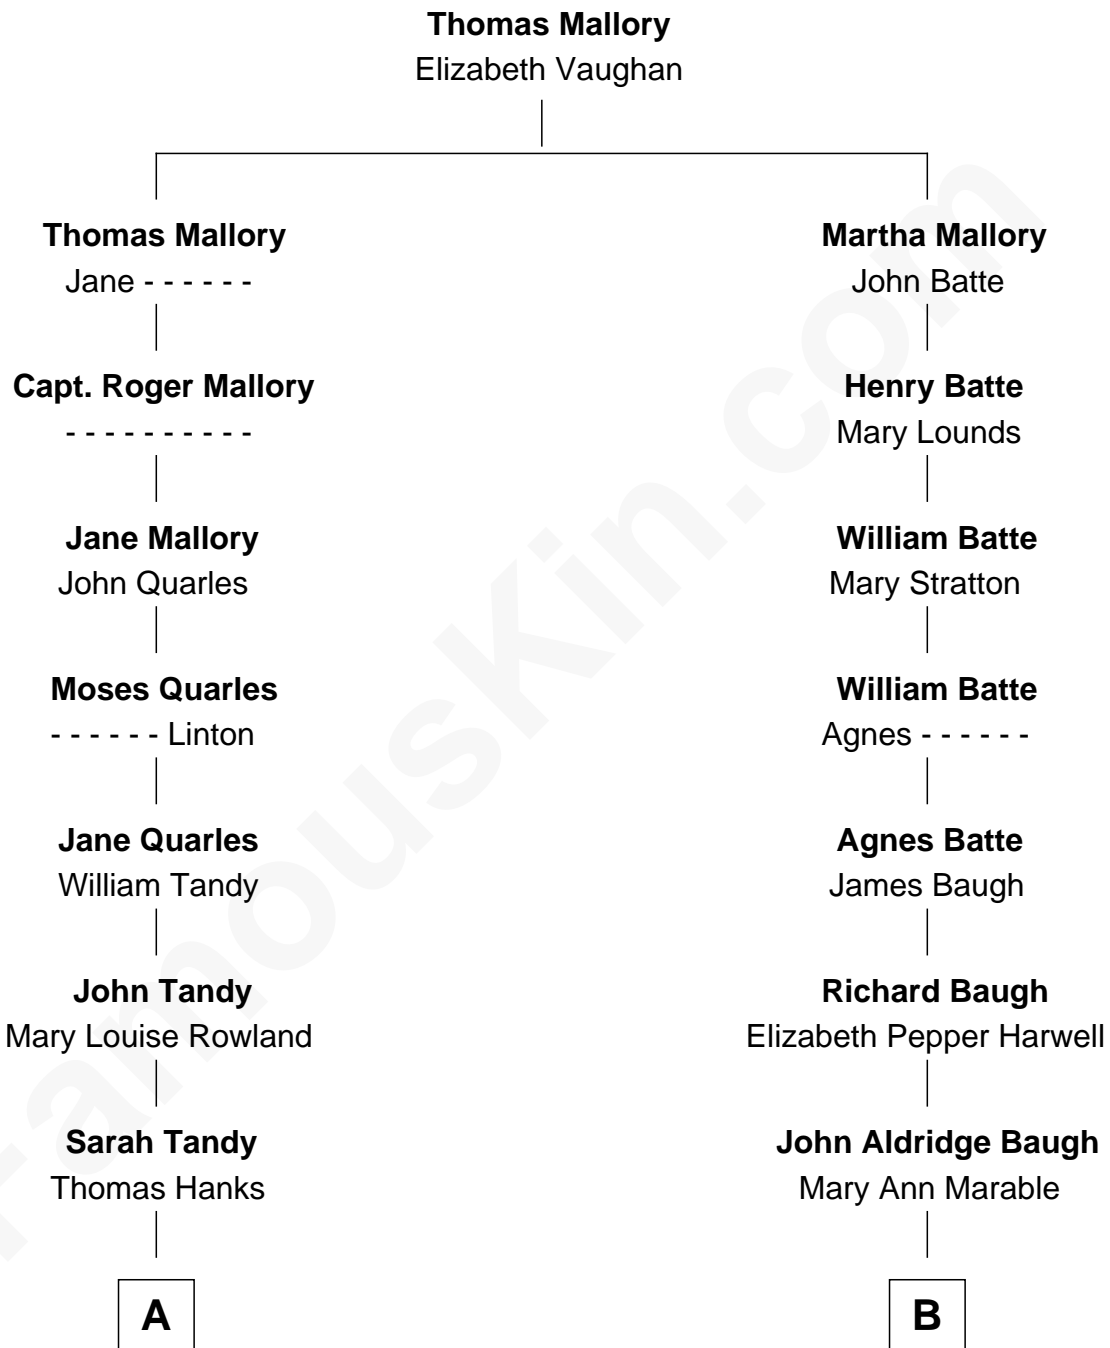 Thomas Mallory
Elizabeth Vaughan
Thomas Mallory
Jane - - - - - -
Martha Mallory
John Batte
Capt. Roger Mallory
- - - - - - - - - -
Henry Batte
Mary Lounds
Jane Mallory
John Quarles
William Batte
Mary Stratton
Moses Quarles
- - - - - - Linton
William Batte
Agnes - - - - - -
Jane Quarles
William Tandy
Agnes Batte
James Baugh
John Tandy
Mary Louise Rowland
Richard Baugh
Elizabeth Pepper Harwell
Sarah Tandy
Thomas Hanks
John Aldridge Baugh
Mary Ann Marable
A
B
FamousKin.com